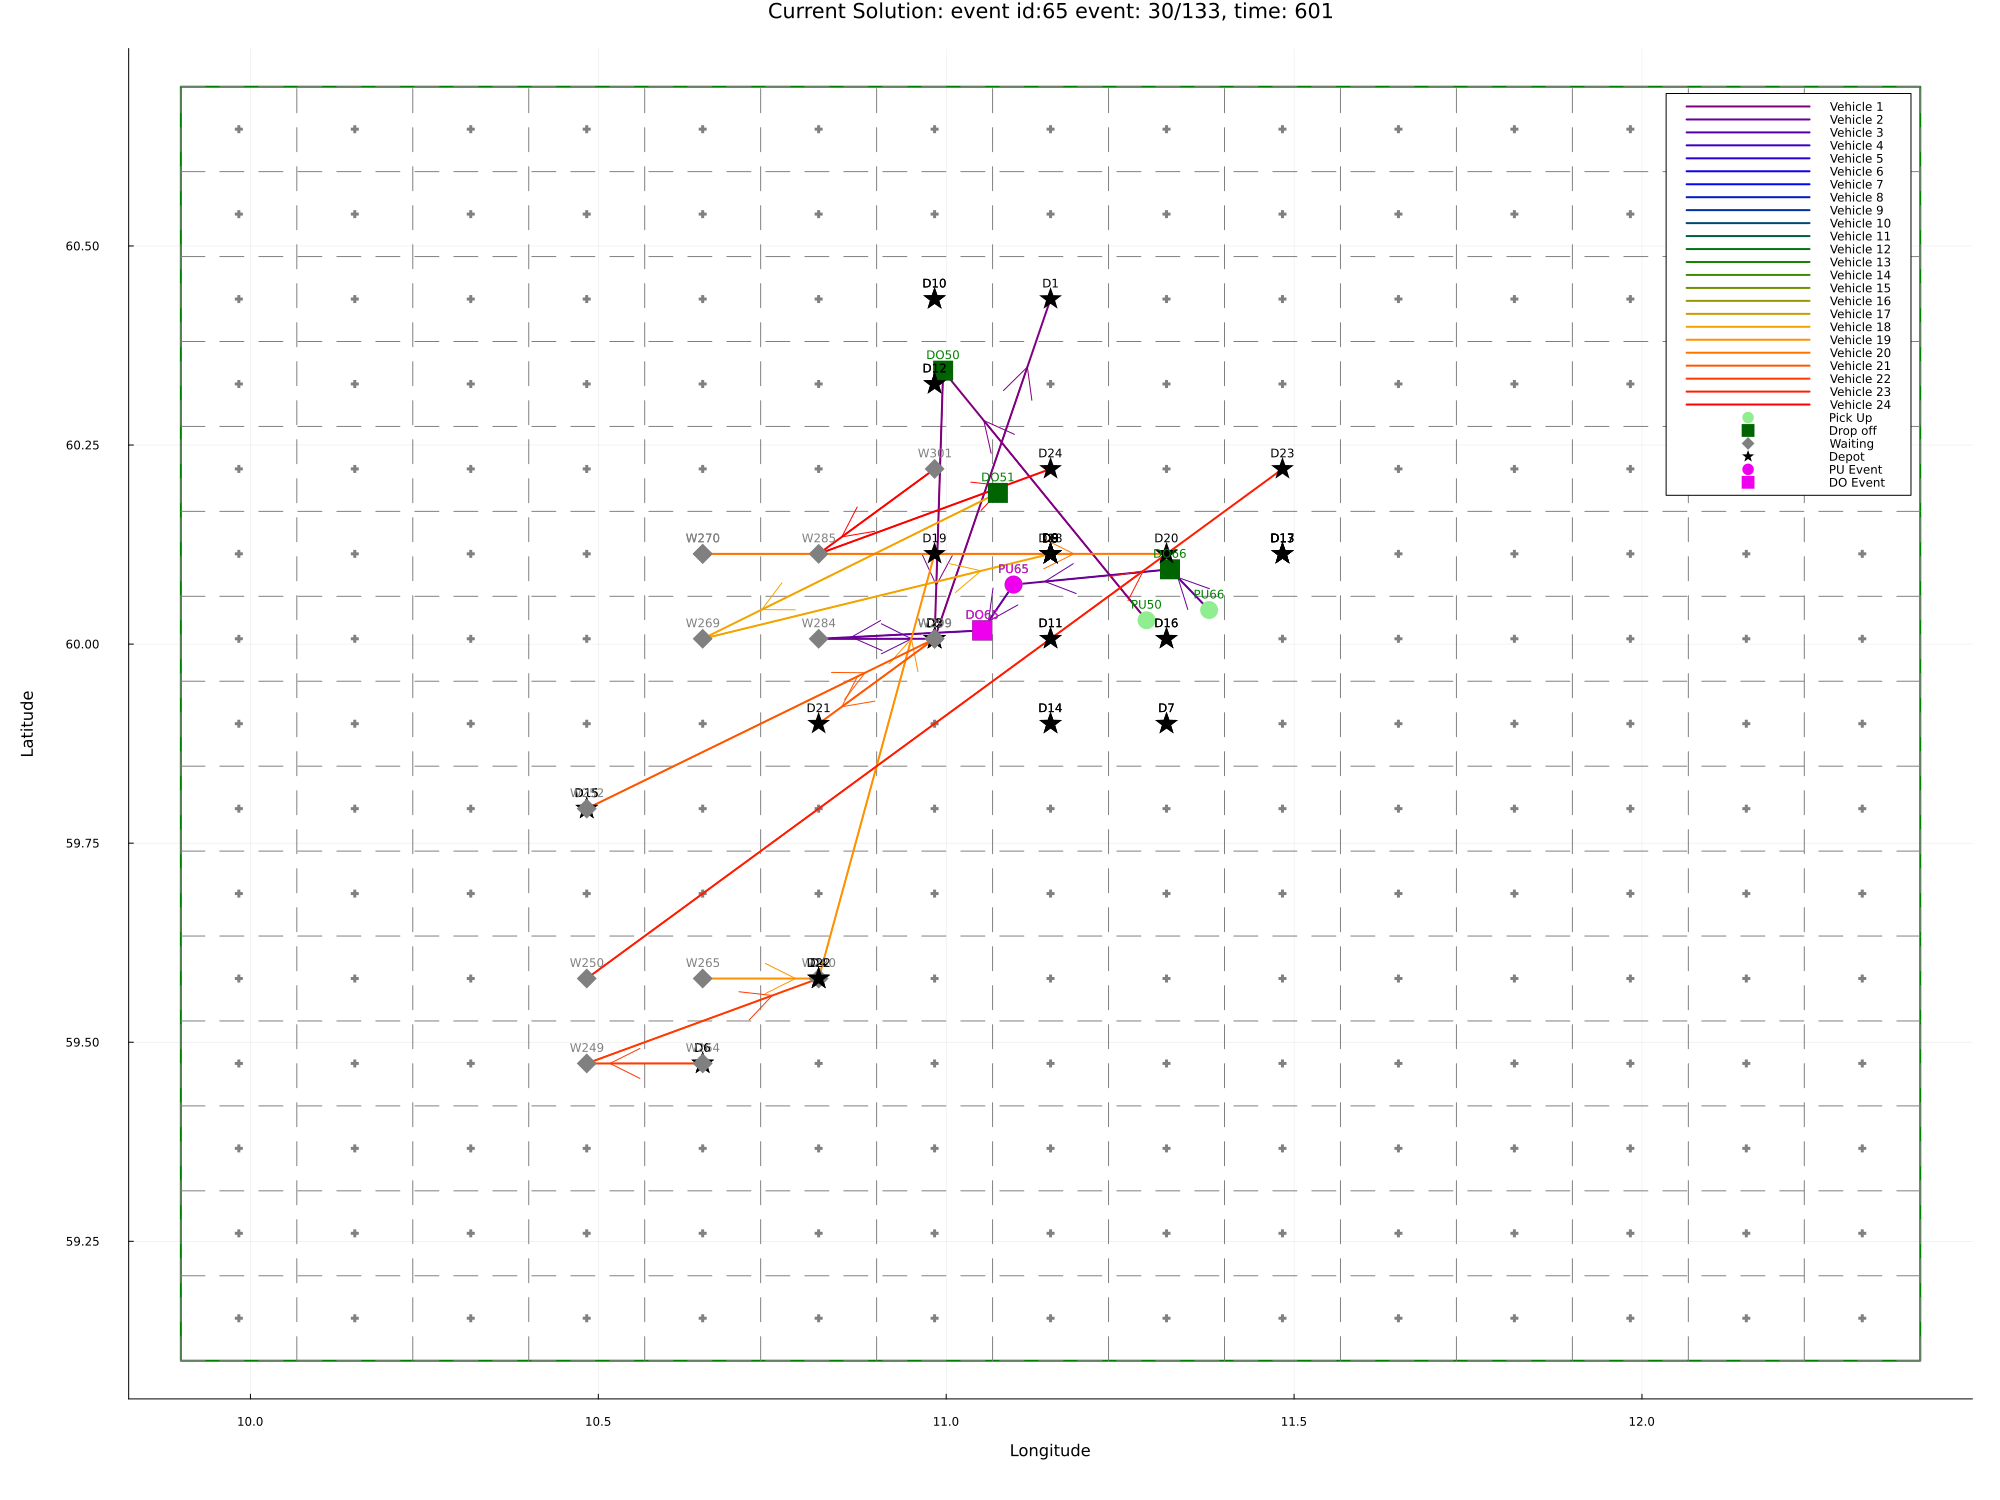 Current Solution: event id:65 event: 30/133, time: 601
Vehicle 1
Vehicle 2
Vehicle 3
Vehicle 4
Vehicle 5
Vehicle 6
Vehicle 7
Vehicle 8
Vehicle 9
Vehicle 10
Vehicle 11
Vehicle 12
Vehicle 13
Vehicle 14
Vehicle 15
Vehicle 16
Vehicle 17
Vehicle 18
Vehicle 19
Vehicle 20
Vehicle 21
Vehicle 22
Vehicle 23
Vehicle 24
Pick Up
Drop off
Waiting
Depot
PU Event
DO Event
60.50
D10 D1
DO50
D12
60.25
W301 D24 D23
DO51
W270 W285 D19 D20
DO66
PU65
PU66
PU50
DO65
60.00
W269 W284 D11 D16
D21 D14 D7
D15
59.75
W250 W265 D22
59.50
W249 D6
59.25
10.0 10.5 11.0 11.5 12.0
Longitude
Latitude